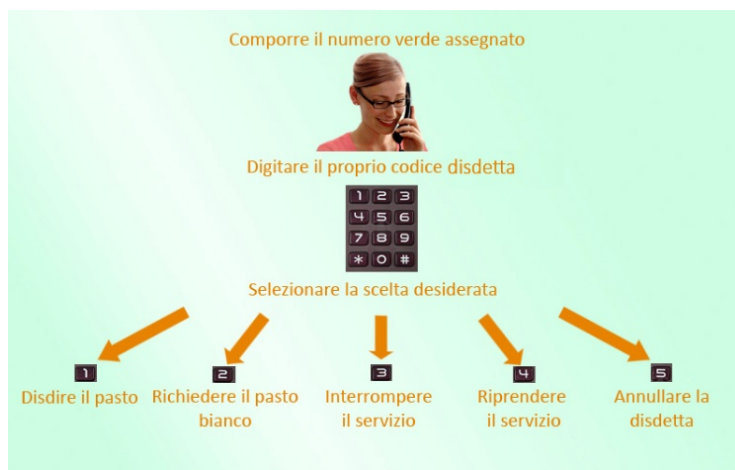 Comporre il numero verde assegnato
Digitare il proprio codice disdetta
1 2 3
4 5 6
7 8 9
* 0 #
Selezionare la scelta desiderata
1
Disdire il pasto
2
Richiedere il pasto
bianco
3
Interrompere
il servizio
4
Riprendere
il servizio
5
Annullare la
disdetta